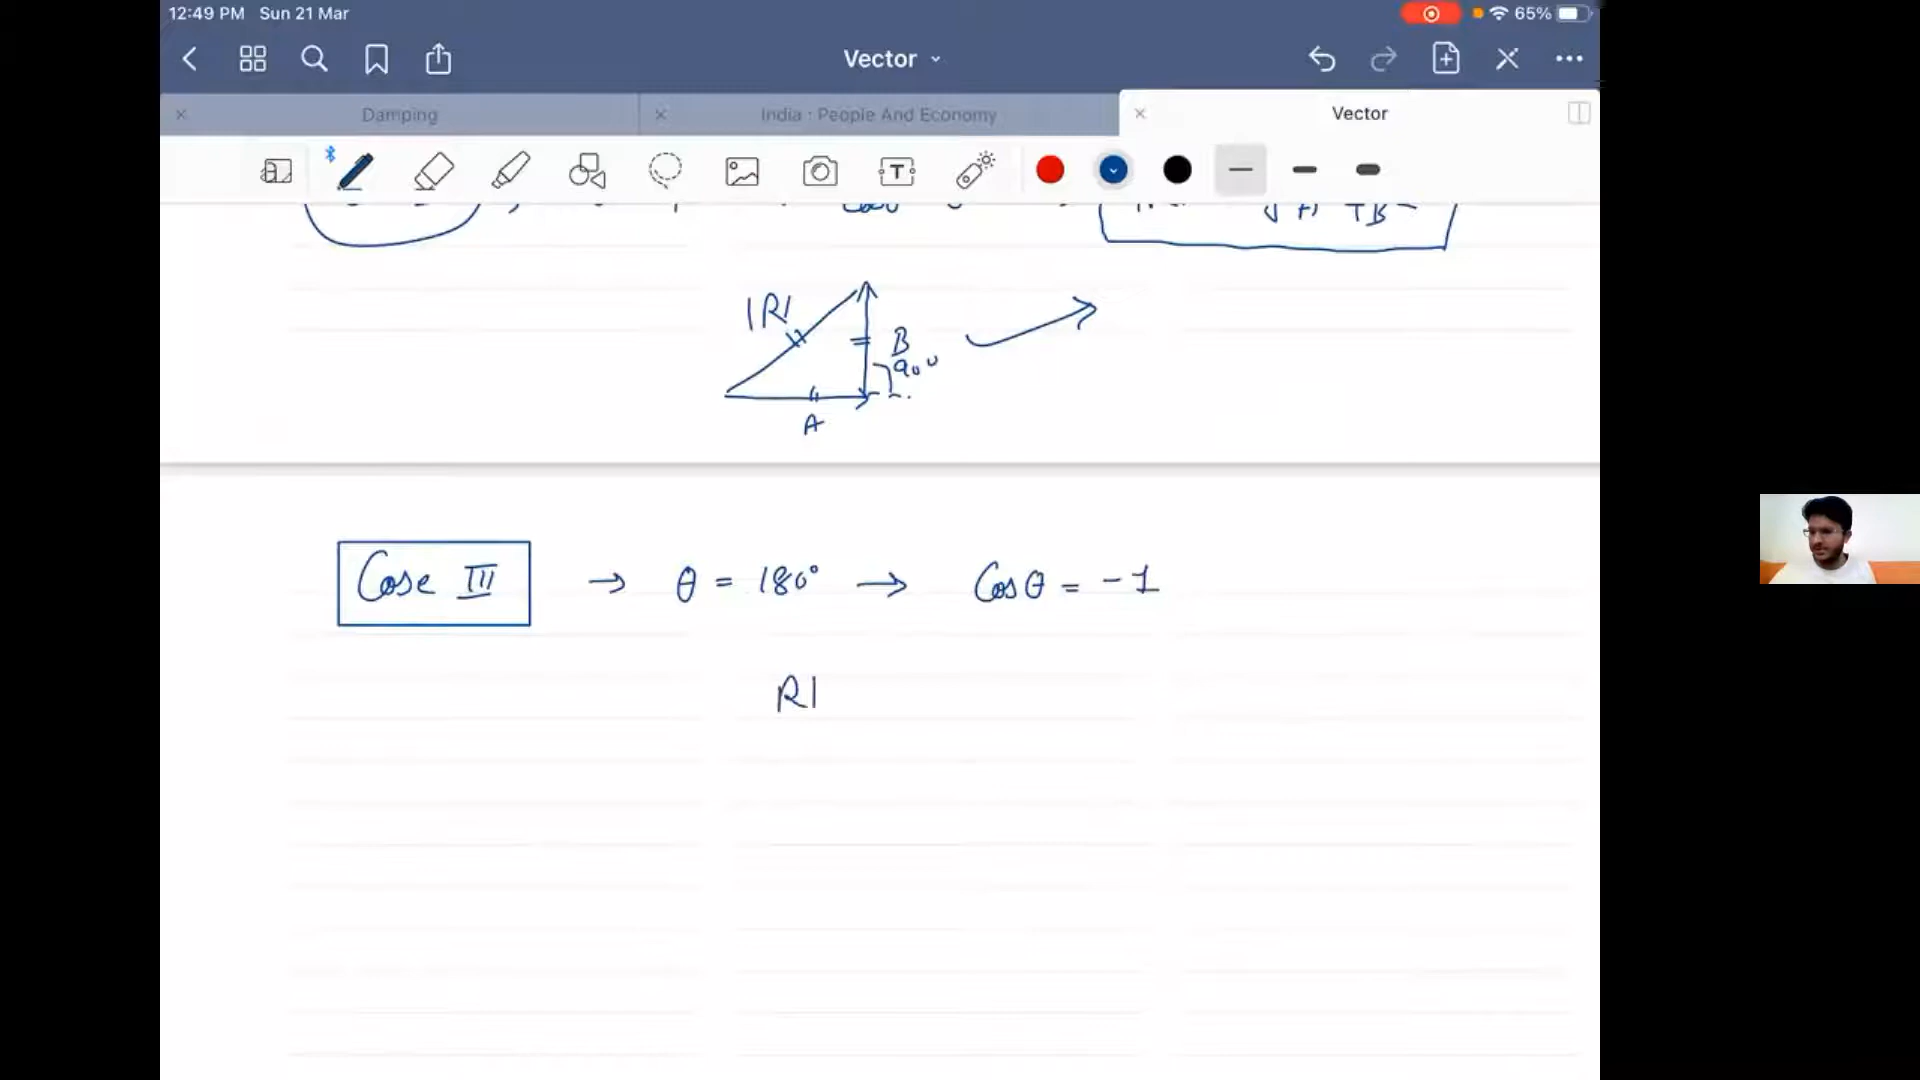 12:49 PM Sun 21 Mar
65%
Vector
Damping
India : People And Economy
Vector
T
|R|
B
90°
A
Case III → θ = 180° → Cosθ = -1
R|